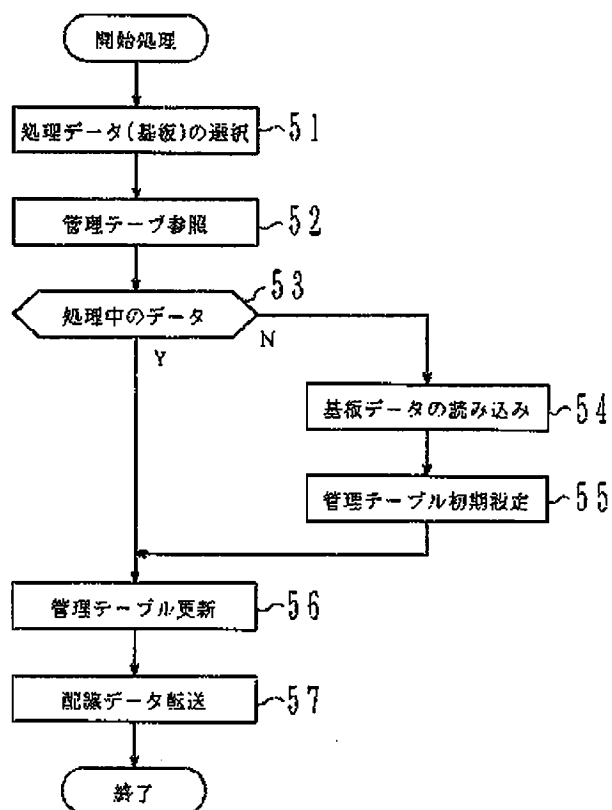 開始処理
処理データ(基板)の選択
51
管理テーブ参照
52
処理中のデータ
53
N
Y
基板データの読み込み
54
管理テーブル初期設定
55
管理テーブル更新
56
配線データ転送
57
終了